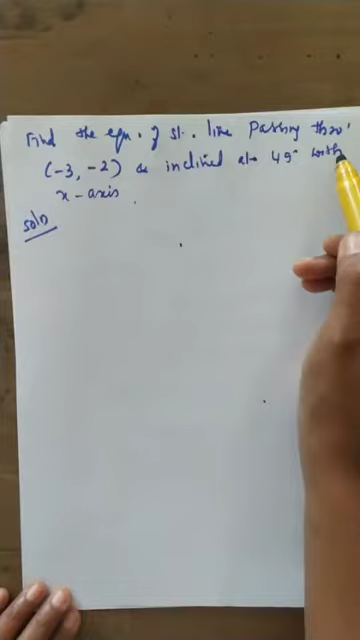 Find the eqn. of st. line passing thro'
(-3, -2) & inclined at 45° with
x-axis.
soln